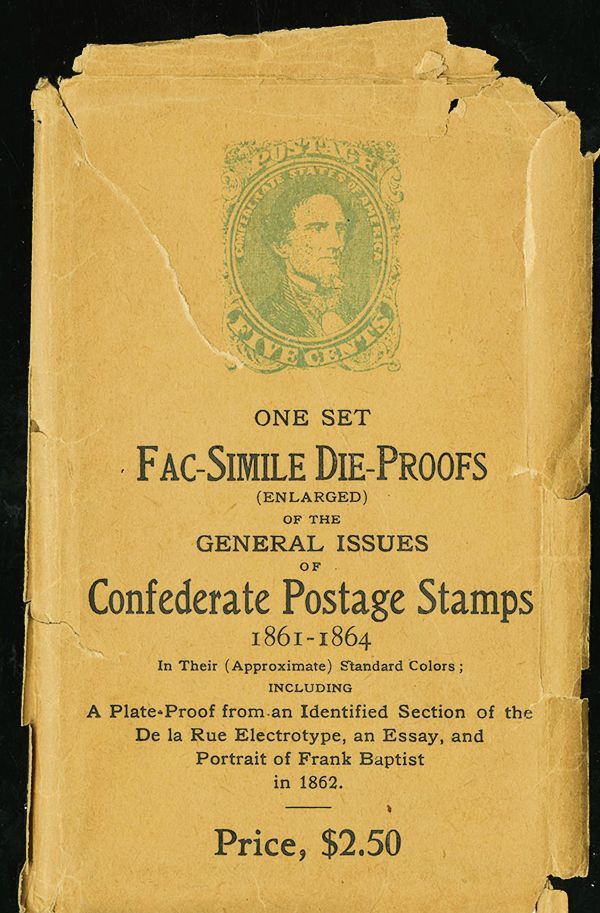 POSTAGE
CONFEDERATE STATES OF AMERICA
FIVE CENTS
ONE SET
FAC-SIMILE DIE-PROOFS
(ENLARGED)
OF THE
GENERAL ISSUES
OF
Confederate Postage Stamps
1861-1864
In Their (Approximate) Standard Colors;
INCLUDING
A Plate-Proof from an Identified Section of the
De la Rue Electrotype, an Essay, and
Portrait of Frank Baptist
in 1862.
Price, $2.50